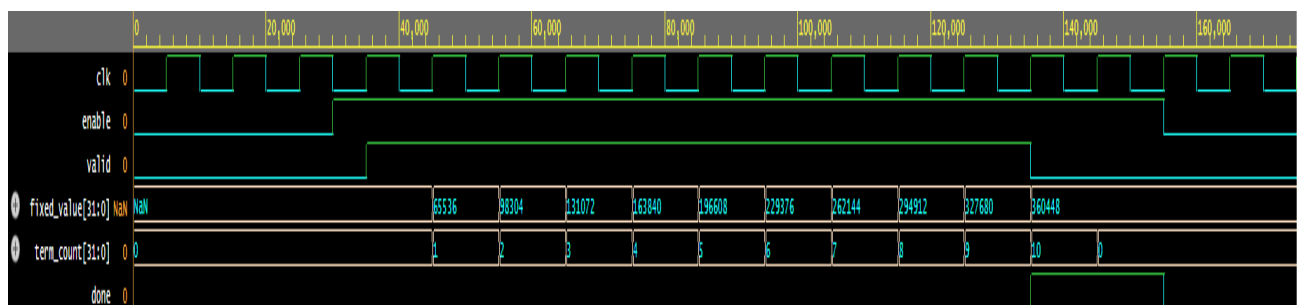 0 20,000 40,000 60,000 80,000 100,000 120,000 140,000 160,000
clk 0
enable 0
valid 0
fixed_value[31:0] NaN NaN 65536 98304 131072 163840 196608 229376 262144 294912 327680 360448
term_count[31:0] 0 0 1 2 3 4 5 6 7 8 9 10 0
done 0